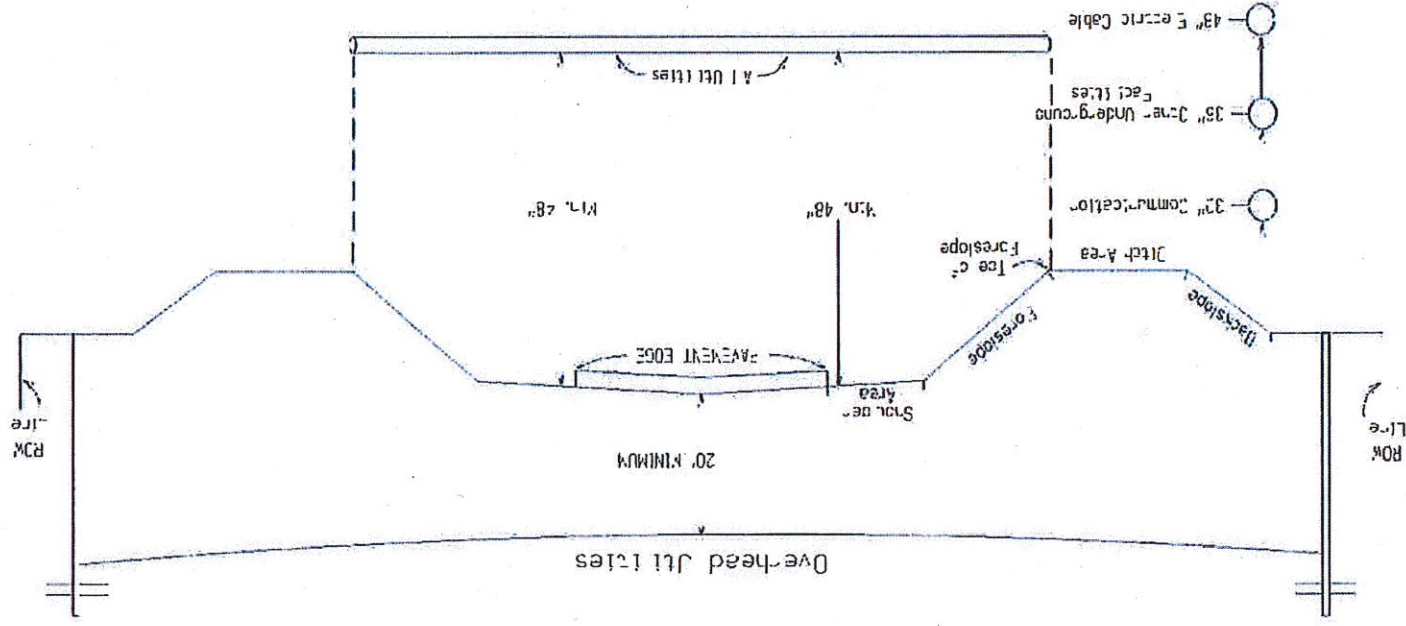 Overhead Utilities
20' MINIMUM
ROW
Line
ROW
Line
Shoulder
Area
PAVEMENT EDGE
Backslope
Foreslope
Ditch Area
Toe of
Foreslope
Min. 48"
Min. 48"
30" Communication
36" Other Underground
Facilities
All Utilities
48" Electric Cable